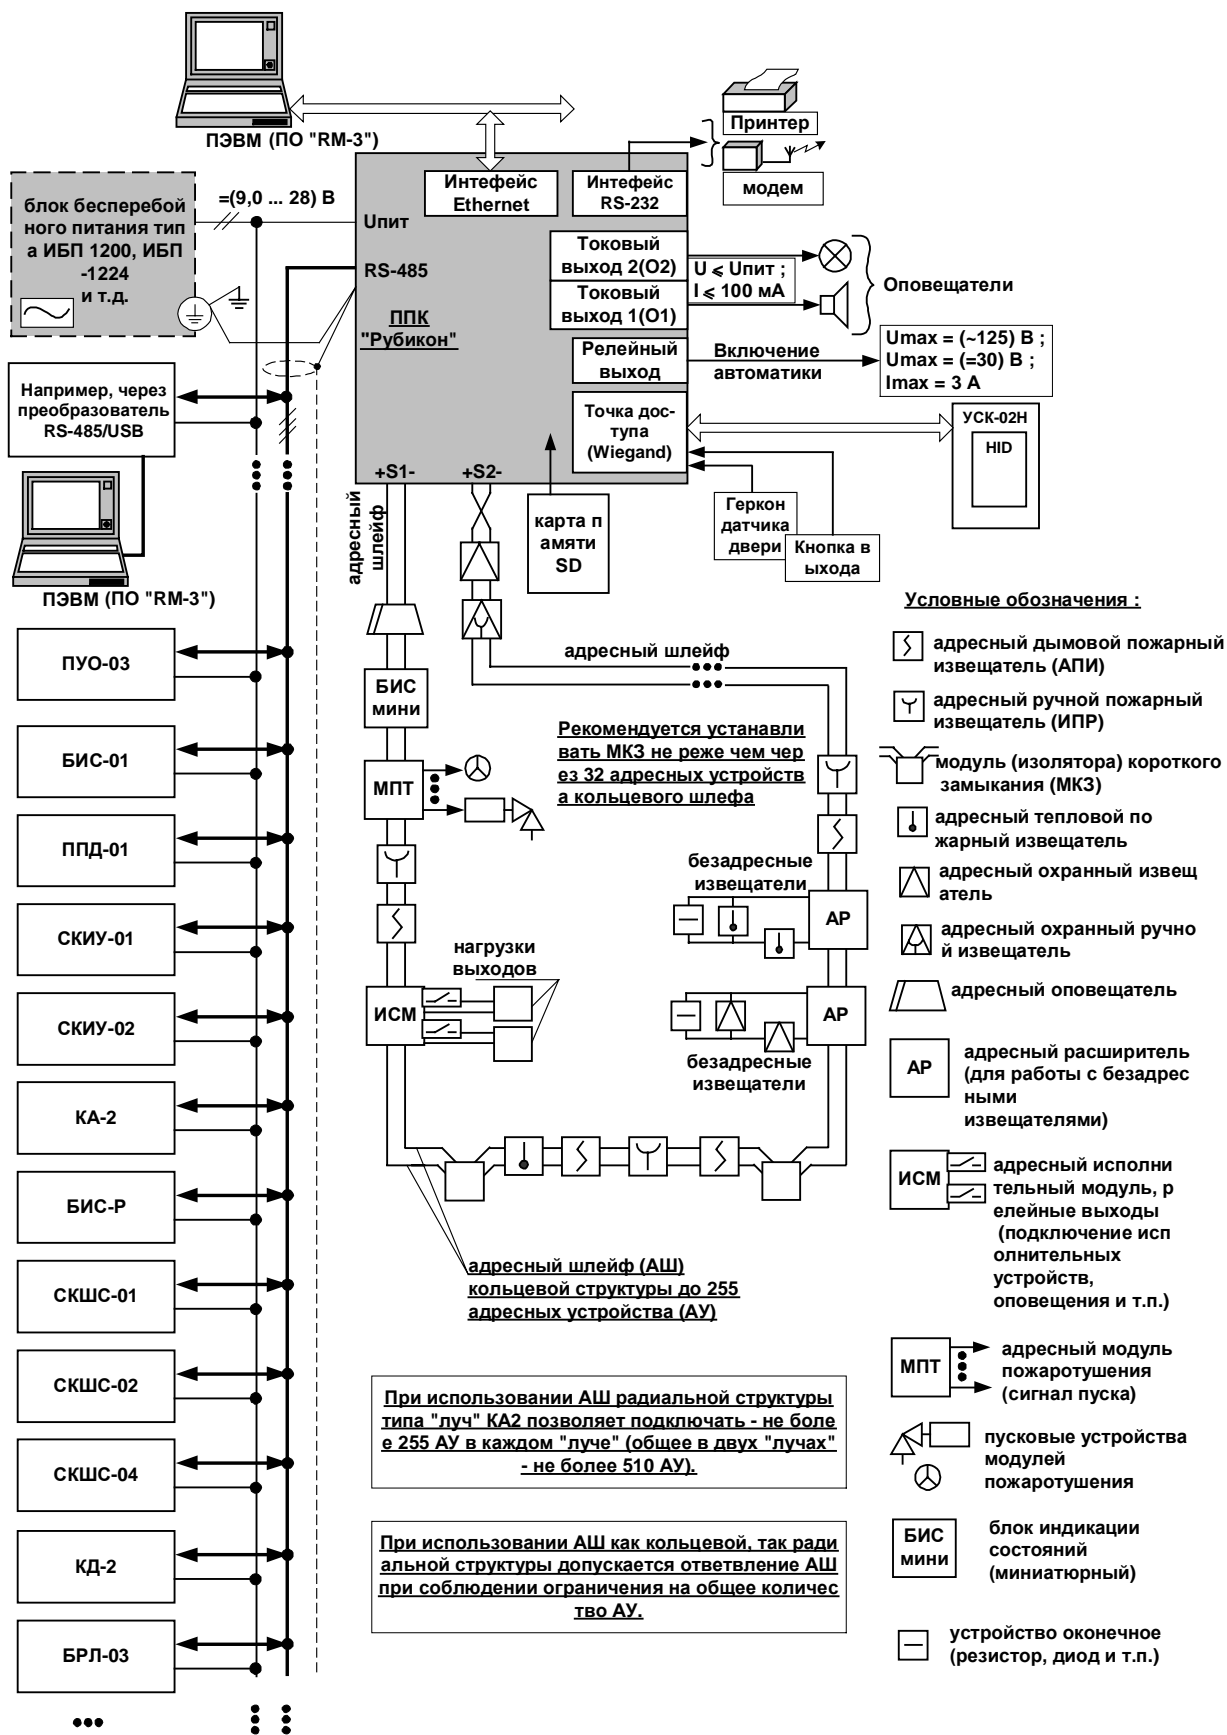 ПЭВМ (ПО "RM-3")
Принтер
модем
блок бесперебой
ного питания тип
а ИБП 1200, ИБП
-1224
и т.д.
=(9,0 ... 28) В
Интефейс
Ethernet
Интефейс
RS-232
Uпит
RS-485
ППК
"Рубикон"
Токовый
выход 2(О2)
Токовый
выход 1(О1)
U ⩽ Uпит ;
I ⩽ 100 мА
Оповещатели
Релейный
выход
Включение
автоматики
Umax = (~125) В ;
Umax = (=30) В ;
Imax = 3 А
Точка дос-
тупа
(Wiegand)
УСК-02Н
HID
+S1-
+S2-
адресный
шлейф
карта п
амяти
SD
Геркон
датчика
двери
Кнопка в
ыхода
Например, через
преобразователь
RS-485/USB
ПЭВМ (ПО "RM-3")
ПУО-03
БИС-01
ППД-01
СКИУ-01
СКИУ-02
КА-2
БИС-Р
СКШС-01
СКШС-02
СКШС-04
КД-2
БРЛ-03
адресный шлейф
БИС
мини
МПТ
Рекомендуется устанавли
вать МКЗ не реже чем чер
ез 32 адресных устройств
а кольцевого шлефа
безадресные
извещатели
АР
нагрузки
выходов
ИСМ
АР
безадресные
извещатели
адресный шлейф (АШ)
кольцевой структуры до 255
адресных устройства (АУ)
При использовании АШ радиальной структуры
типа "луч" КА2 позволяет подключать - не боле
е 255 АУ в каждом "луче" (общее в двух "лучах"
- не более 510 АУ).
При использовании АШ как кольцевой, так ради
альной структуры допускается ответвление АШ
при соблюдении ограничения на общее количес
тво АУ.
Условные обозначения :
адресный дымовой пожарный
извещатель (АПИ)
адресный ручной пожарный
извещатель (ИПР)
модуль (изолятора) короткого
замыкания (МКЗ)
адресный тепловой по
жарный извещатель
адресный охранный извещ
атель
адресный охранный ручно
й извещатель
адресный оповещатель
АР
адресный расширитель
(для работы с безадрес
ными
извещателями)
ИСМ
адресный исполни
тельный модуль, р
елейные выходы
(подключение исп
олнительных
устройств,
оповещения и т.п.)
МПТ
адресный модуль
пожаротушения
(сигнал пуска)
пусковые устройства
модулей
пожаротушения
БИС
мини
блок индикации
состояний
(миниатюрный)
устройство оконечное
(резистор, диод и т.п.)